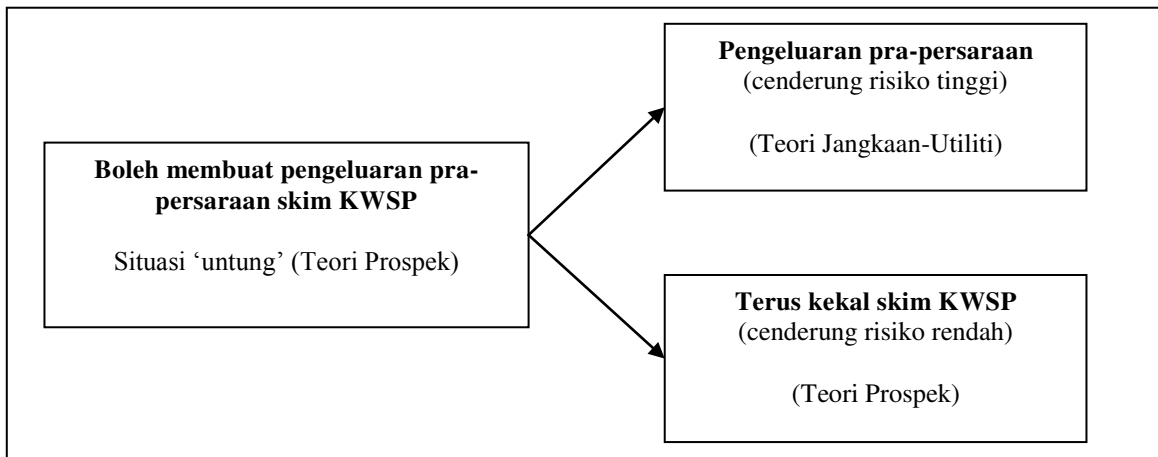 Boleh membuat pengeluaran pra-
persaraan skim KWSP
Situasi ‘untung’ (Teori Prospek)
Pengeluaran pra-persaraan
(cenderung risiko tinggi)
(Teori Jangkaan-Utiliti)
Terus kekal skim KWSP
(cenderung risiko rendah)
(Teori Prospek)